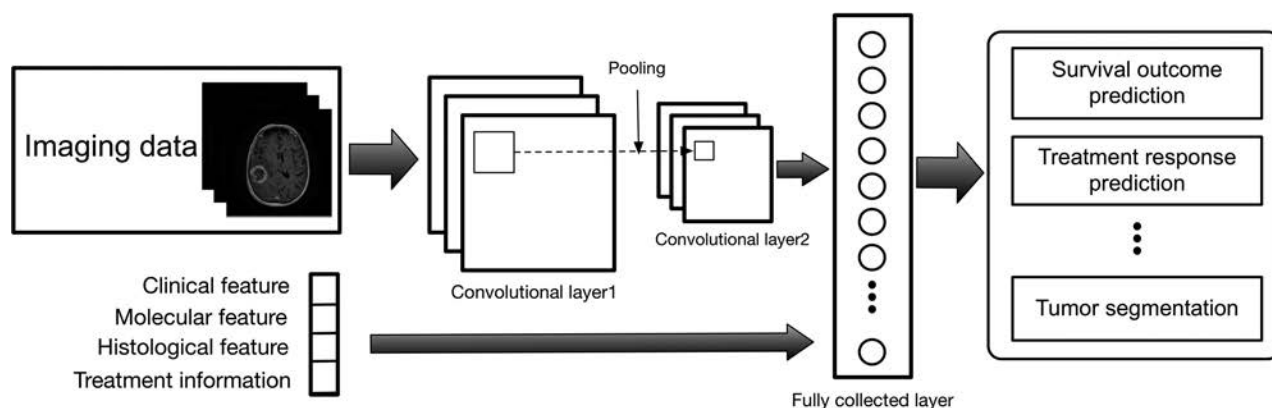 Imaging data
Clinical feature
Molecular feature
Histological feature
Treatment information
Pooling
Convolutional layer1
Convolutional layer2
Fully collected layer
Survival outcome
prediction
Treatment response
prediction
Tumor segmentation